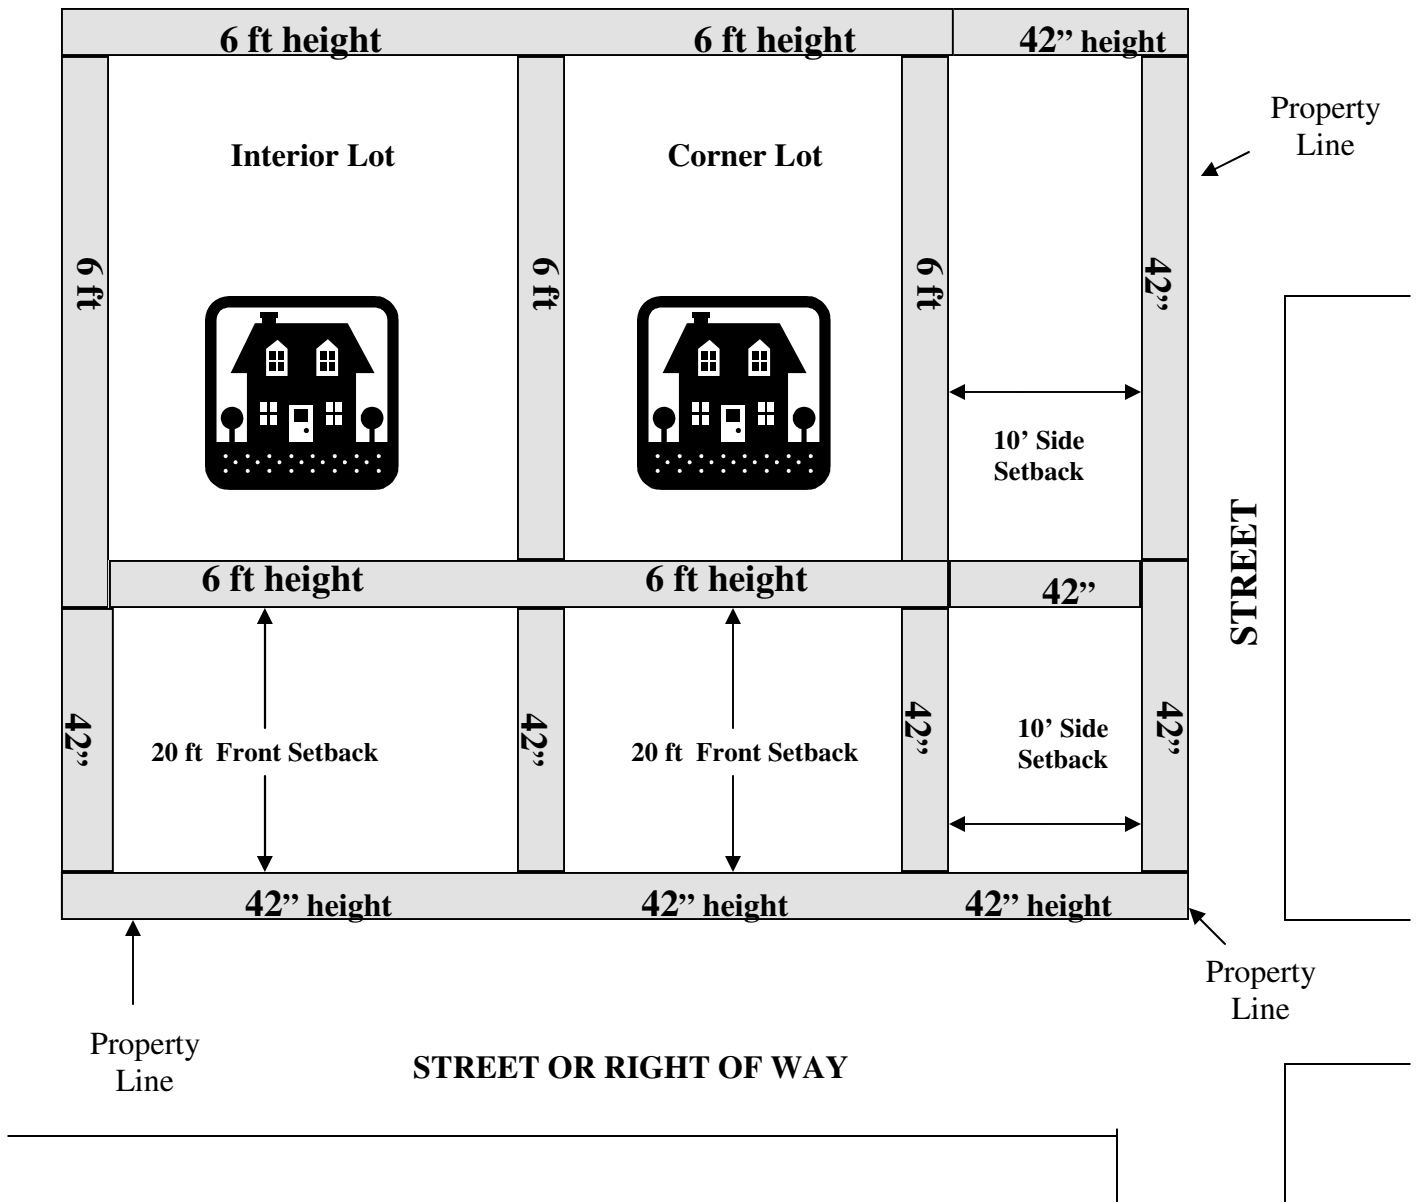 6 ft height
6 ft height
42” height
Property
Line
Interior Lot
Corner Lot
6 ft
6 ft
6 ft
42”
10’ Side
Setback
STREET
6 ft height
6 ft height
42”
42”
20 ft Front Setback
42”
20 ft Front Setback
42”
10’ Side
Setback
42”
42” height
42” height
42” height
Property
Line
Property
Line
STREET OR RIGHT OF WAY